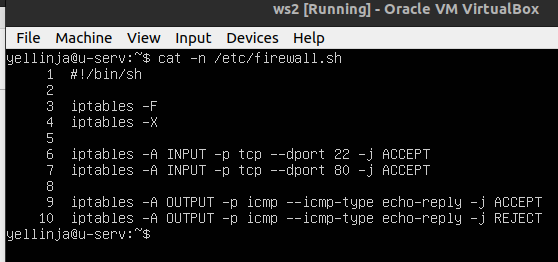 ws2 [Running] - Oracle VM VirtualBox
File Machine View Input Devices Help
yellinja@u-serv:~$ cat -n /etc/firewall.sh
1 #!/bin/sh
2
3 iptables -F
4 iptables -X
5
6 iptables -A INPUT -p tcp --dport 22 -j ACCEPT
7 iptables -A INPUT -p tcp --dport 80 -j ACCEPT
8
9 iptables -A OUTPUT -p icmp --icmp-type echo-reply -j ACCEPT
10 iptables -A OUTPUT -p icmp --icmp-type echo-reply -j REJECT
yellinja@u-serv:~$